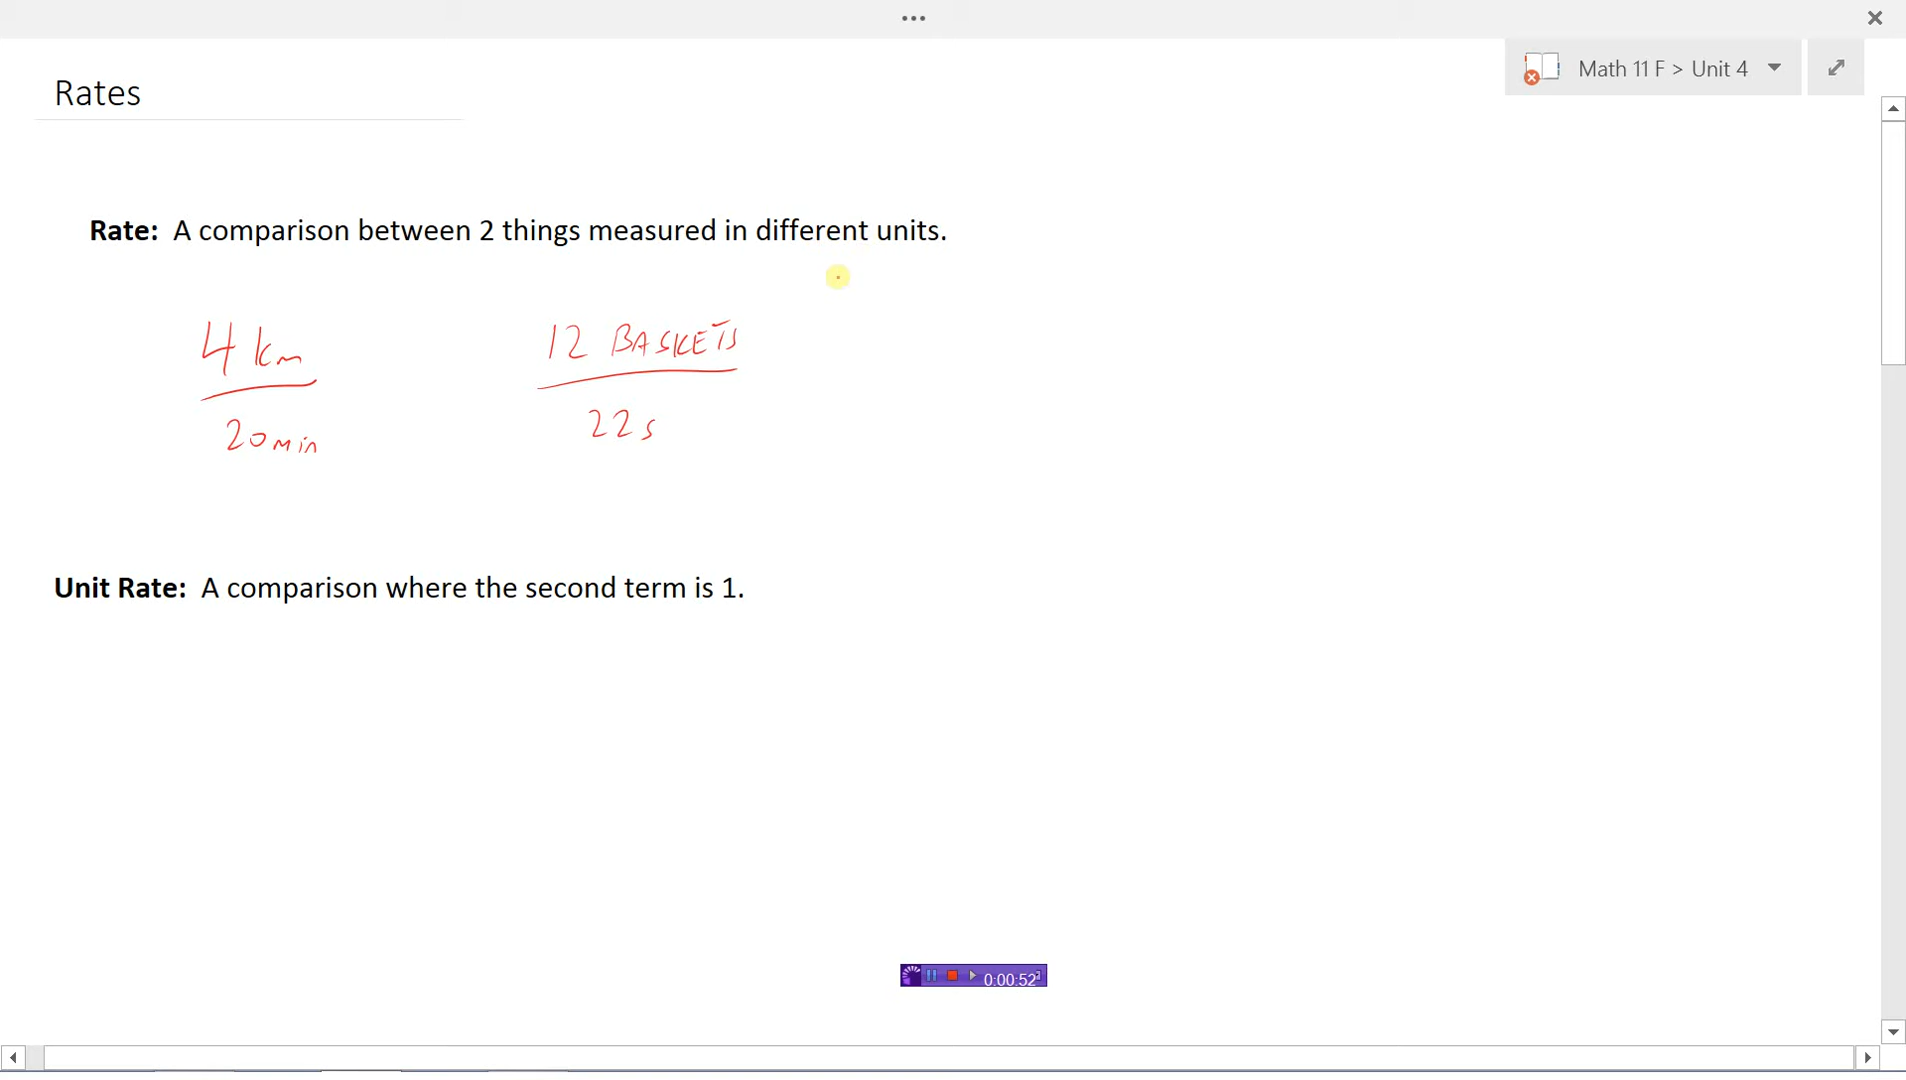 Math 11 F > Unit 4
Rates
Rate: A comparison between 2 things measured in different units.
4 km
20 min
12 BASKETS
22 s
Unit Rate: A comparison where the second term is 1.
0:00:52